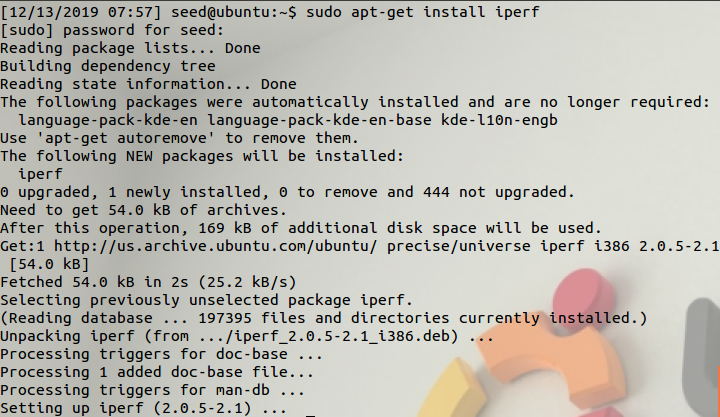 [12/13/2019 07:57] seed@ubuntu:~$ sudo apt-get install iperf
[sudo] password for seed:
Reading package lists... Done
Building dependency tree
Reading state information... Done
The following packages were automatically installed and are no longer required:
  language-pack-kde-en language-pack-kde-en-base kde-l10n-engb
Use 'apt-get autoremove' to remove them.
The following NEW packages will be installed:
  iperf
0 upgraded, 1 newly installed, 0 to remove and 444 not upgraded.
Need to get 54.0 kB of archives.
After this operation, 169 kB of additional disk space will be used.
Get:1 http://us.archive.ubuntu.com/ubuntu/ precise/universe iperf i386 2.0.5-2.1
 [54.0 kB]
Fetched 54.0 kB in 2s (25.2 kB/s)
Selecting previously unselected package iperf.
(Reading database ... 197395 files and directories currently installed.)
Unpacking iperf (from .../iperf_2.0.5-2.1_i386.deb) ...
Processing triggers for doc-base ...
Processing 1 added doc-base file...
Processing triggers for man-db ...
Setting up iperf (2.0.5-2.1) ...